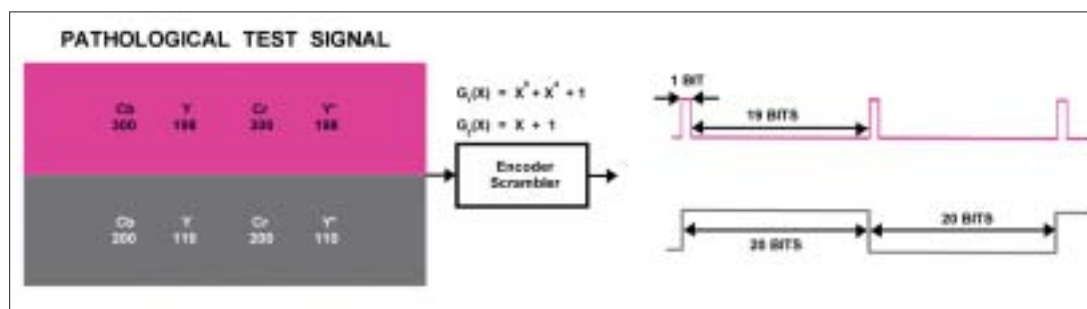 PATHOLOGICAL TEST SIGNAL
Cb Y Cr Y"
300 198 300 198
Cb Y Cr Y"
200 110 200 110
G₁(X) = X⁹ + X⁴ + 1
G₂(X) = X + 1
Encoder
Scrambler
1 BIT
19 BITS
20 BITS
20 BITS